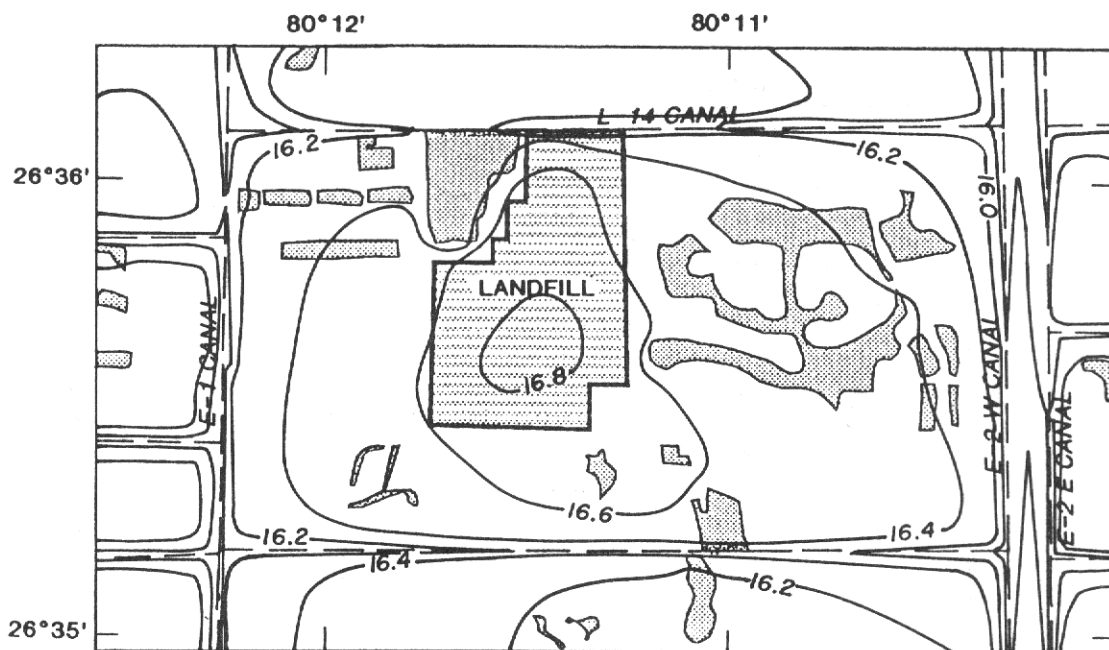 80°12' 80°11'
L-14 CANAL
16.2 16.2
26°36'
16.0
LANDFILL
E-1 CANAL
16.8
E-2 W CANAL
E-2 E CANAL
16.6
16.2 16.4
16.4
16.2
26°35'